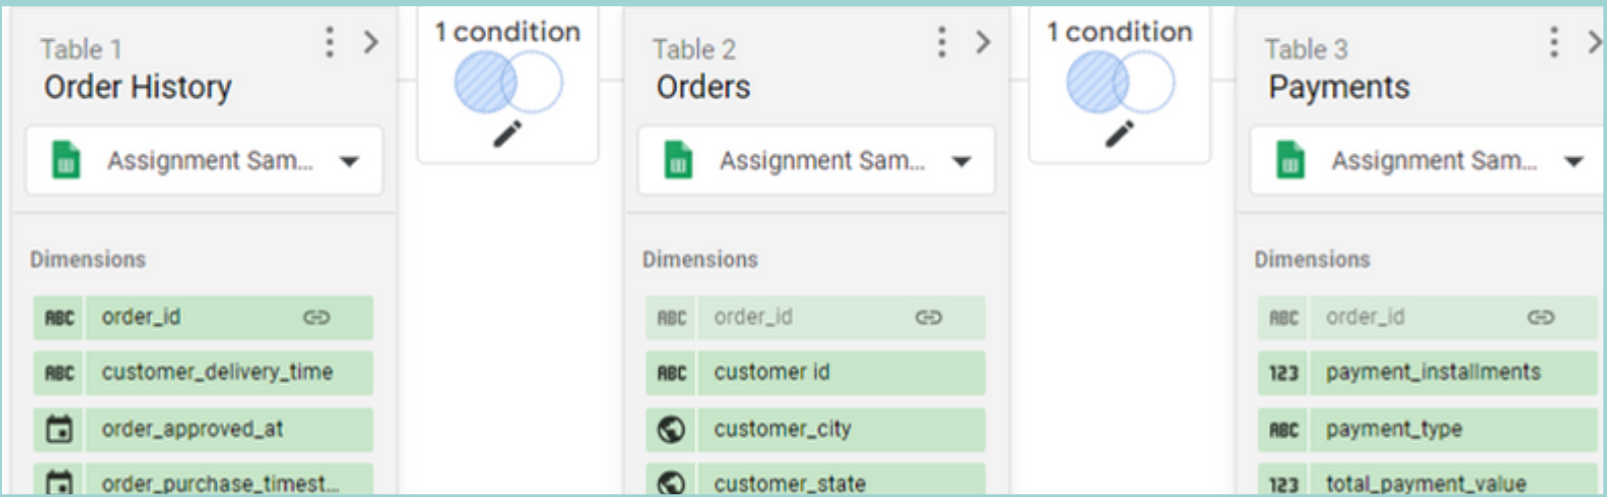 Table 1
Order History
Assignment Sam...
Dimensions
ABC order_id
ABC customer_delivery_time
order_approved_at
order_purchase_timest...
1 condition
Table 2
Orders
Assignment Sam...
Dimensions
ABC order_id
ABC customer id
customer_city
customer_state
1 condition
Table 3
Payments
Assignment Sam...
Dimensions
ABC order_id
123 payment_installments
ABC payment_type
123 total_payment_value